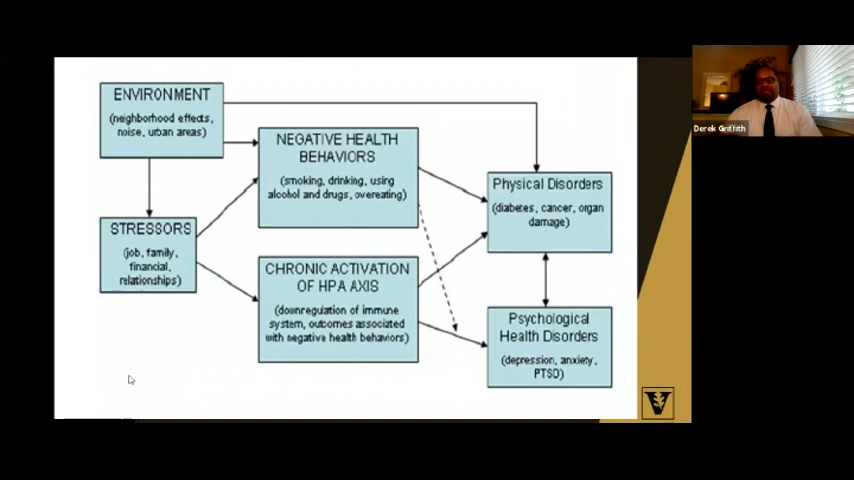 ENVIRONMENT
(neighborhood effects,
noise, urban areas)
NEGATIVE HEALTH
BEHAVIORS
(smoking, drinking, using
alcohol and drugs, overeating)
STRESSORS
(job, family,
financial,
relationships)
CHRONIC ACTIVATION
OF HPA AXIS
(downregulation of immune
system, outcomes associated
with negative health behaviors)
Physical Disorders
(diabetes, cancer, organ
damage)
Psychological
Health Disorders
(depression, anxiety,
PTSD)
V
Derek Griffith